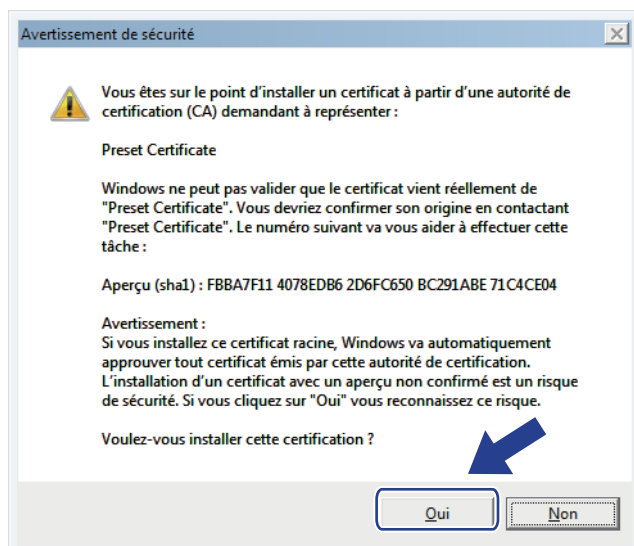 Avertissement de sécurité
Vous êtes sur le point d'installer un certificat à partir d'une autorité de
certification (CA) demandant à représenter :
Preset Certificate
Windows ne peut pas valider que le certificat vient réellement de
"Preset Certificate". Vous devriez confirmer son origine en contactant
"Preset Certificate". Le numéro suivant va vous aider à effectuer cette
tâche :
Aperçu (sha1) : FBBA7F11 4078EDB6 2D6FC650 BC291ABE 71C4CE04
Avertissement :
Si vous installez ce certificat racine, Windows va automatiquement
approuver tout certificat émis par cette autorité de certification.
L'installation d'un certificat avec un aperçu non confirmé est un risque
de sécurité. Si vous cliquez sur "Oui" vous reconnaissez ce risque.
Voulez-vous installer cette certification ?
Oui
Non